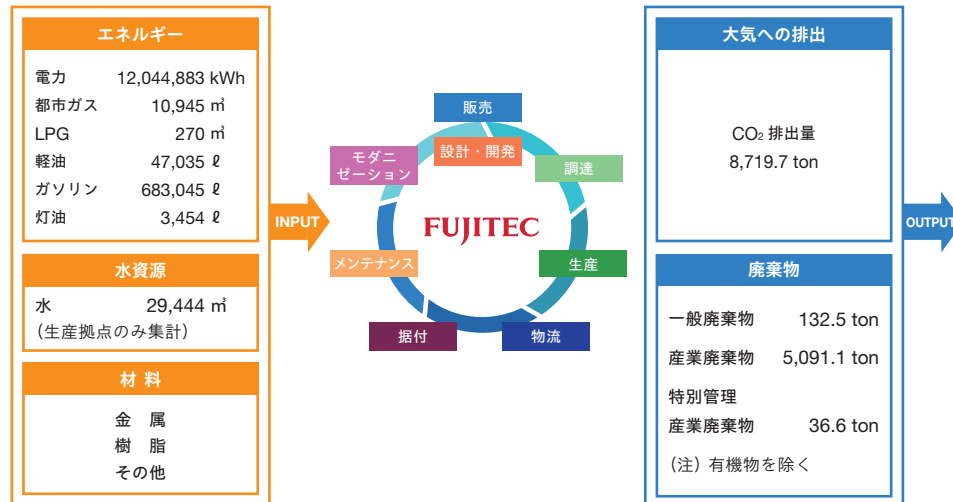 エネルギー
電力 12,044,883 kWh
都市ガス 10,945 ㎥
LPG 270 ㎥
軽油 47,035 ℓ
ガソリン 683,045 ℓ
灯油 3,454 ℓ
水資源
水 29,444 ㎥
(生産拠点のみ集計)
材 料
金 属
樹 脂
その他
INPUT
販売
設計・開発
モダニ
ゼーション
調達
FUJITEC
メンテナンス
生産
据付
物流
大気への排出
CO₂ 排出量
8,719.7 ton
廃棄物
一般廃棄物 132.5 ton
産業廃棄物 5,091.1 ton
特別管理
産業廃棄物 36.6 ton
(注) 有機物を除く
OUTPUT